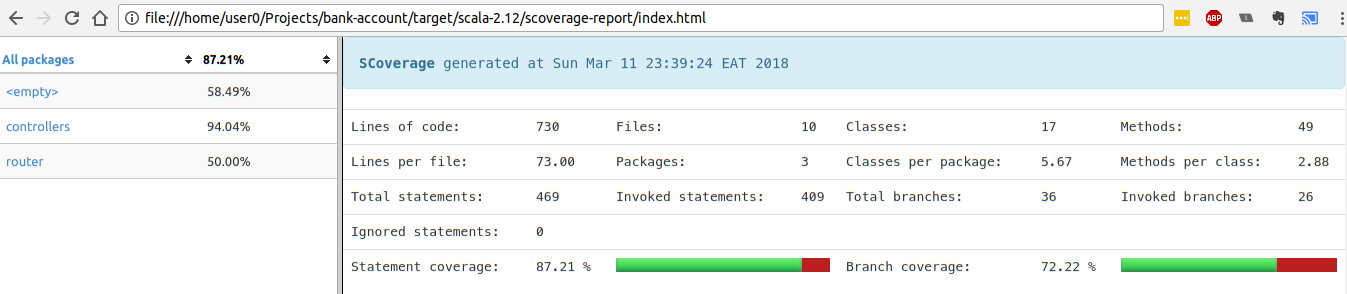 file:///home/user0/Projects/bank-account/target/scala-2.12/scoverage-report/index.html
ABP
All packages 87.21%
<empty> 58.49%
controllers 94.04%
router 50.00%
SCoverage generated at Sun Mar 11 23:39:24 EAT 2018
Lines of code: 730 Files: 10 Classes: 17 Methods: 49
Lines per file: 73.00 Packages: 3 Classes per package: 5.67 Methods per class: 2.88
Total statements: 469 Invoked statements: 409 Total branches: 36 Invoked branches: 26
Ignored statements: 0
Statement coverage: 87.21 % Branch coverage: 72.22 %